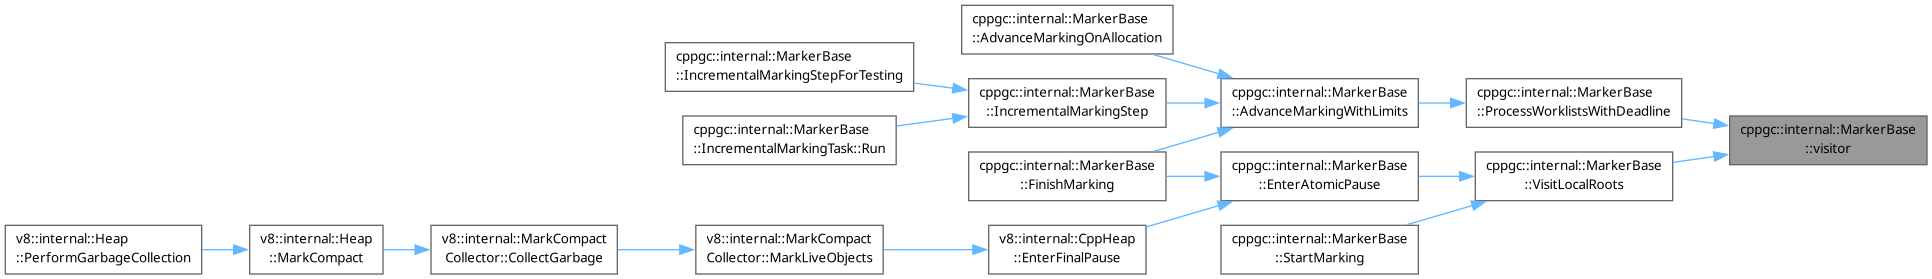 cppgc::internal::MarkerBase
::AdvanceMarkingOnAllocation
cppgc::internal::MarkerBase
::IncrementalMarkingStepForTesting
cppgc::internal::MarkerBase
::IncrementalMarkingStep
cppgc::internal::MarkerBase
::AdvanceMarkingWithLimits
cppgc::internal::MarkerBase
::ProcessWorklistsWithDeadline
cppgc::internal::MarkerBase
::IncrementalMarkingTask::Run
cppgc::internal::MarkerBase
::visitor
cppgc::internal::MarkerBase
::FinishMarking
cppgc::internal::MarkerBase
::EnterAtomicPause
cppgc::internal::MarkerBase
::VisitLocalRoots
v8::internal::Heap
::PerformGarbageCollection
v8::internal::Heap
::MarkCompact
v8::internal::MarkCompact
Collector::CollectGarbage
v8::internal::MarkCompact
Collector::MarkLiveObjects
v8::internal::CppHeap
::EnterFinalPause
cppgc::internal::MarkerBase
::StartMarking